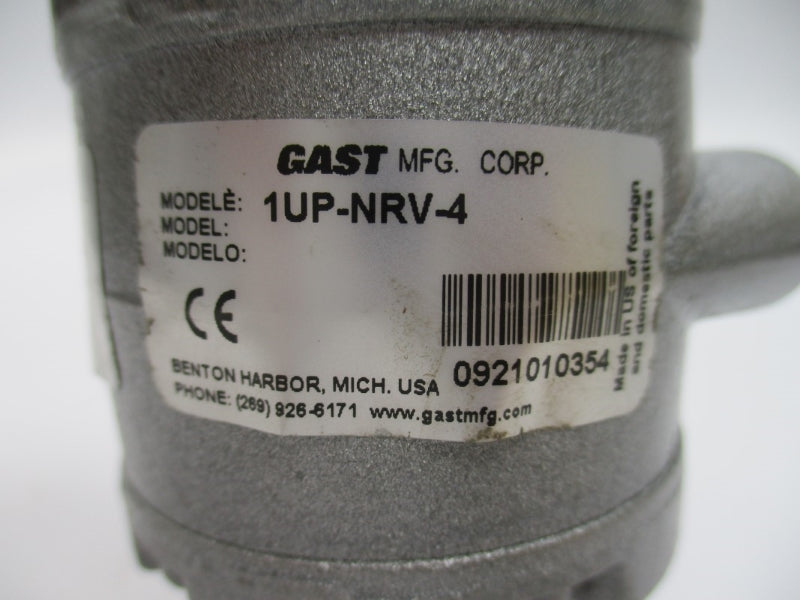 GAST MFG. CORP.
MODELÈ: 1UP-NRV-4
MODEL:
MODELO:
CE
0921010354
Made in US of foreign
and domestic parts
BENTON HARBOR, MICH. USA
PHONE: (269) 926-6171 www.gastmfg.com